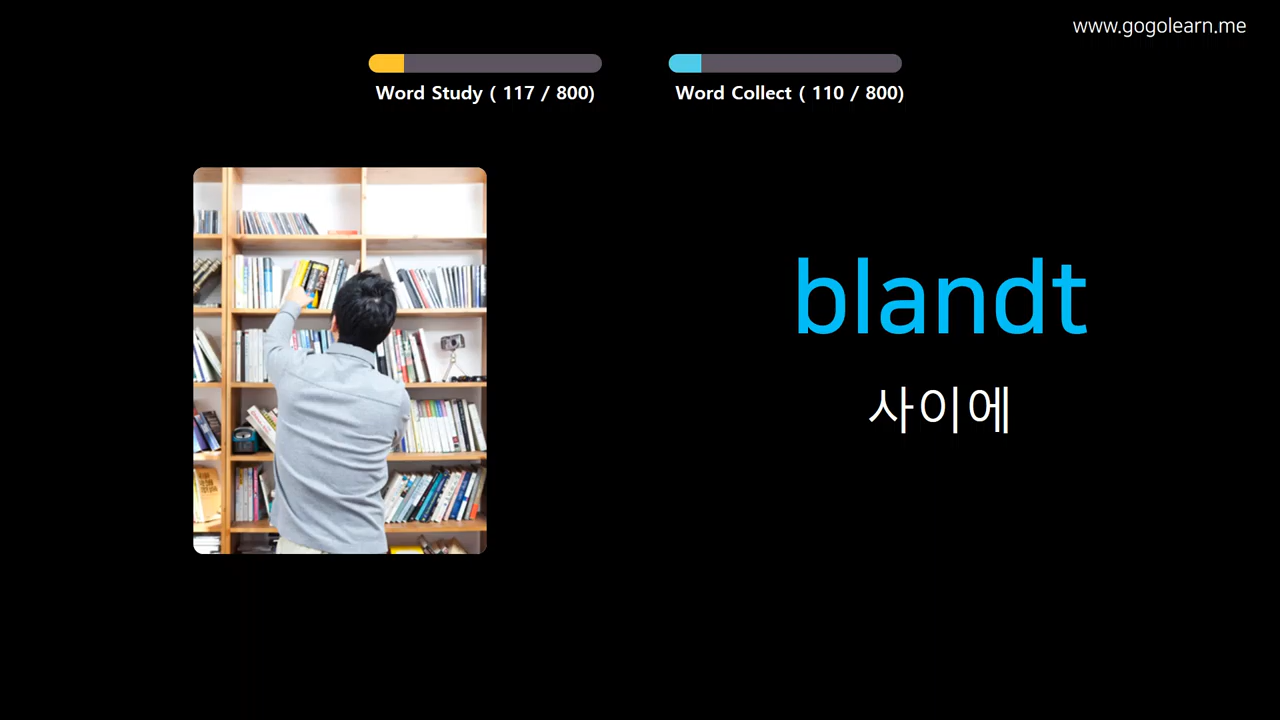 www.gogolearn.me
Word Study ( 117 / 800)
Word Collect ( 110 / 800)
blandt
사이에